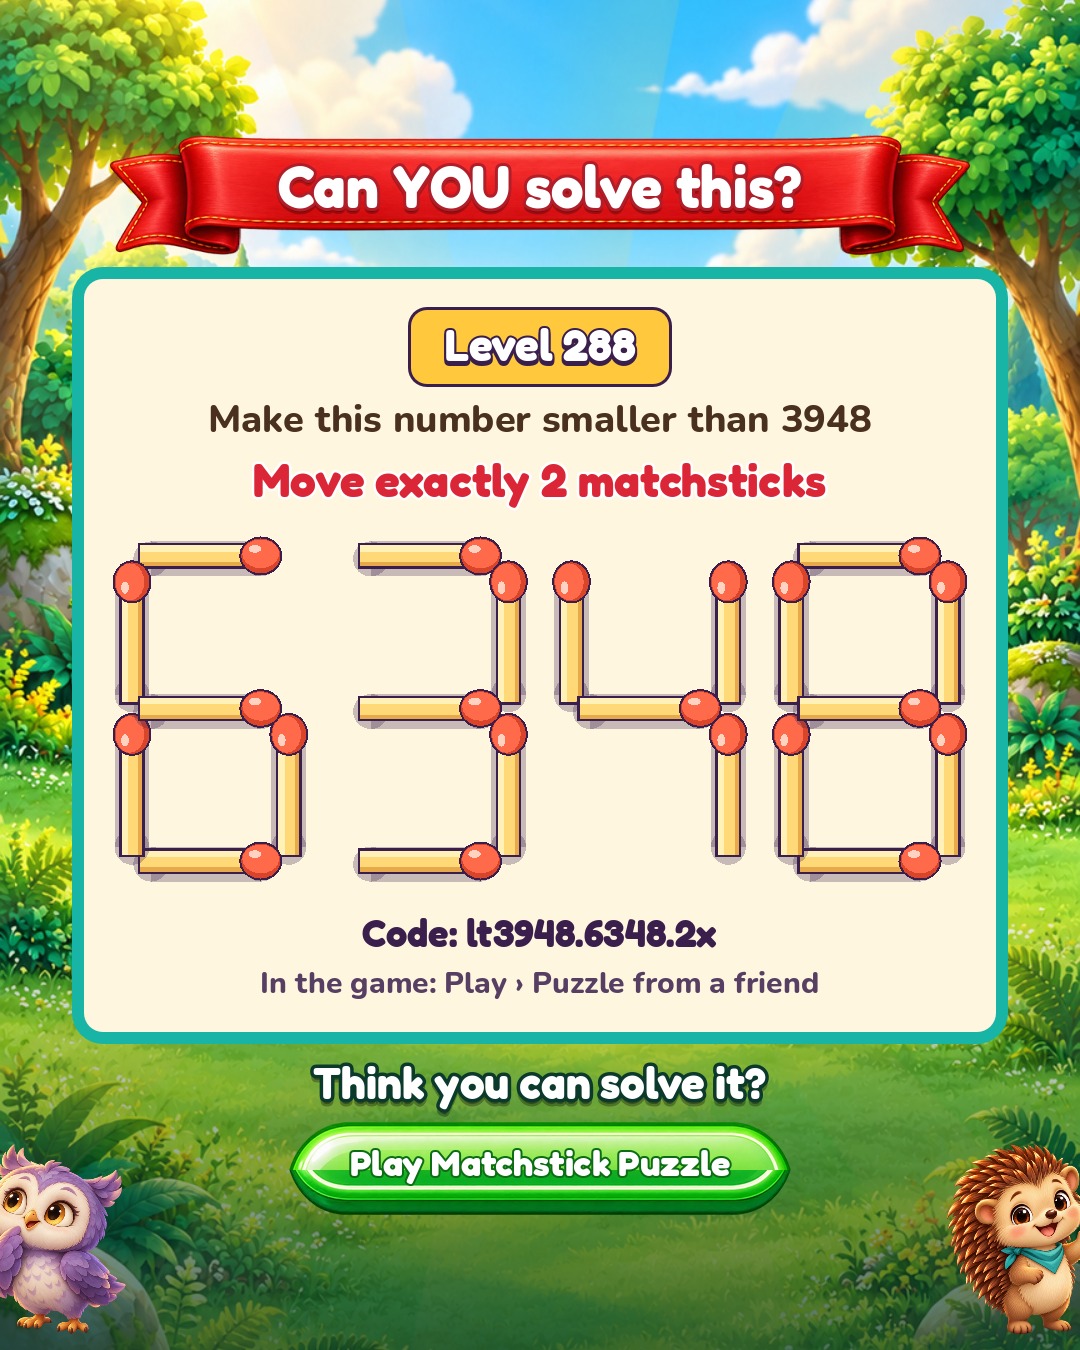 Can YOU solve this?
Level 288
Make this number smaller than 3948
Move exactly 2 matchsticks
6348
Code: lt3948.6348.2x
In the game: Play › Puzzle from a friend
Think you can solve it?
Play Matchstick Puzzle